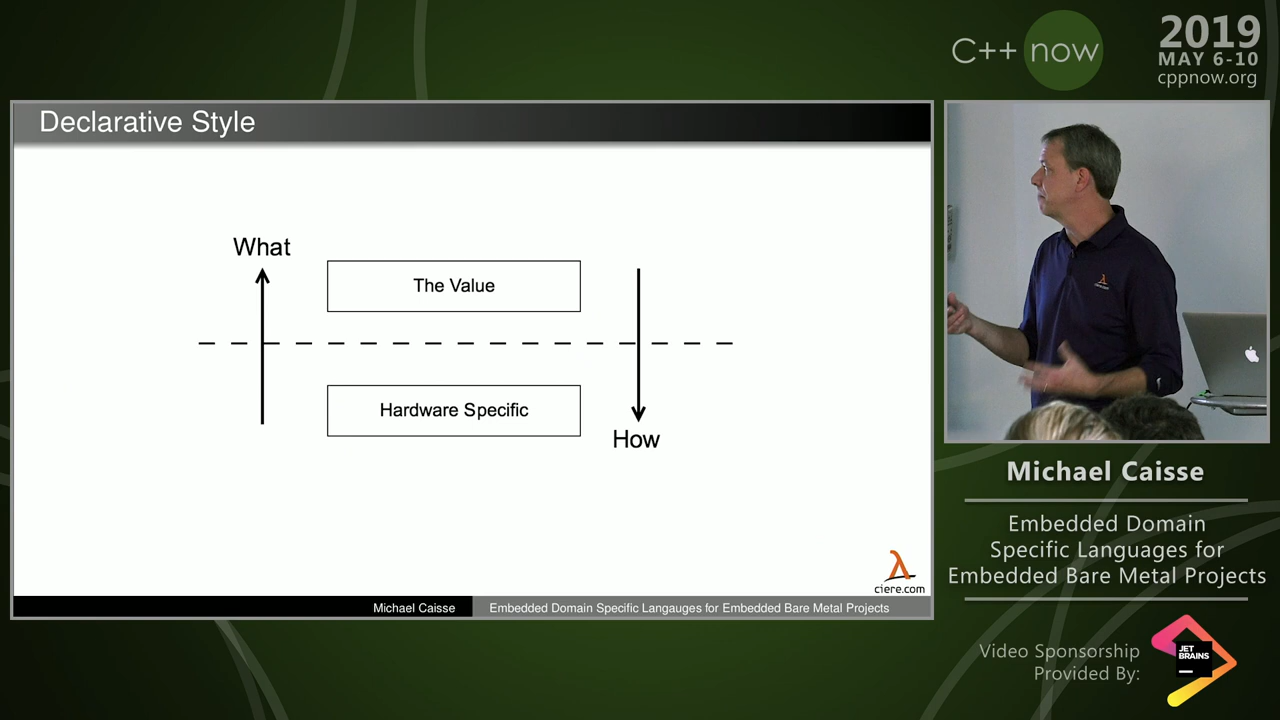 C++ now
2019
MAY 6-10
cppnow.org
Declarative Style
What
The Value
Hardware Specific
How
ciere.com
Michael Caisse
Embedded Domain Specific Langauges for Embedded Bare Metal Projects
Michael Caisse
Embedded Domain
Specific Languages for
Embedded Bare Metal Projects
Video Sponsorship
Provided By:
JET
BRAINS